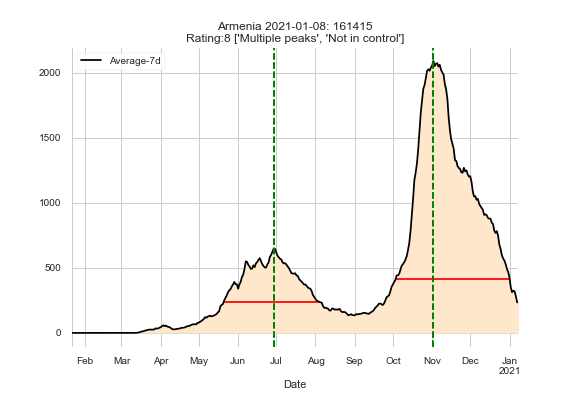 Armenia 2021-01-08: 161415
Rating:8 ['Multiple peaks', 'Not in control']
Average-7d
2000
1500
1000
500
0
Feb Mar Apr May Jun Jul Aug Sep Oct Nov Dec Jan
2021
Date